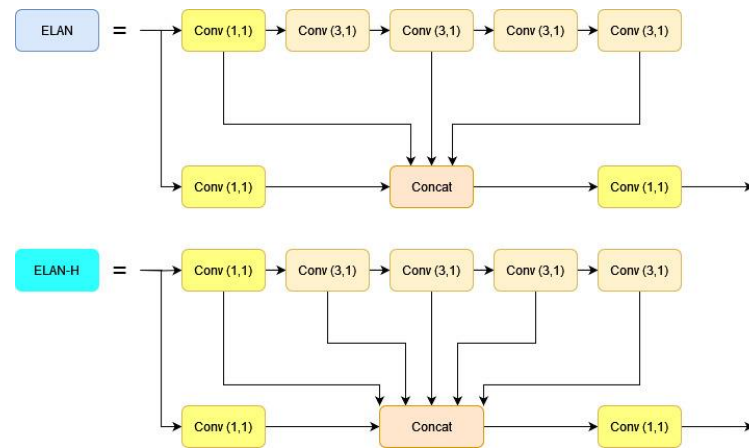 ELAN = Conv (1,1) Conv (3,1) Conv (3,1) Conv (3,1) Conv (3,1)
Conv (1,1) Concat Conv (1,1)
ELAN-H = Conv (1,1) Conv (3,1) Conv (3,1) Conv (3,1) Conv (3,1)
Conv (1,1) Concat Conv (1,1)